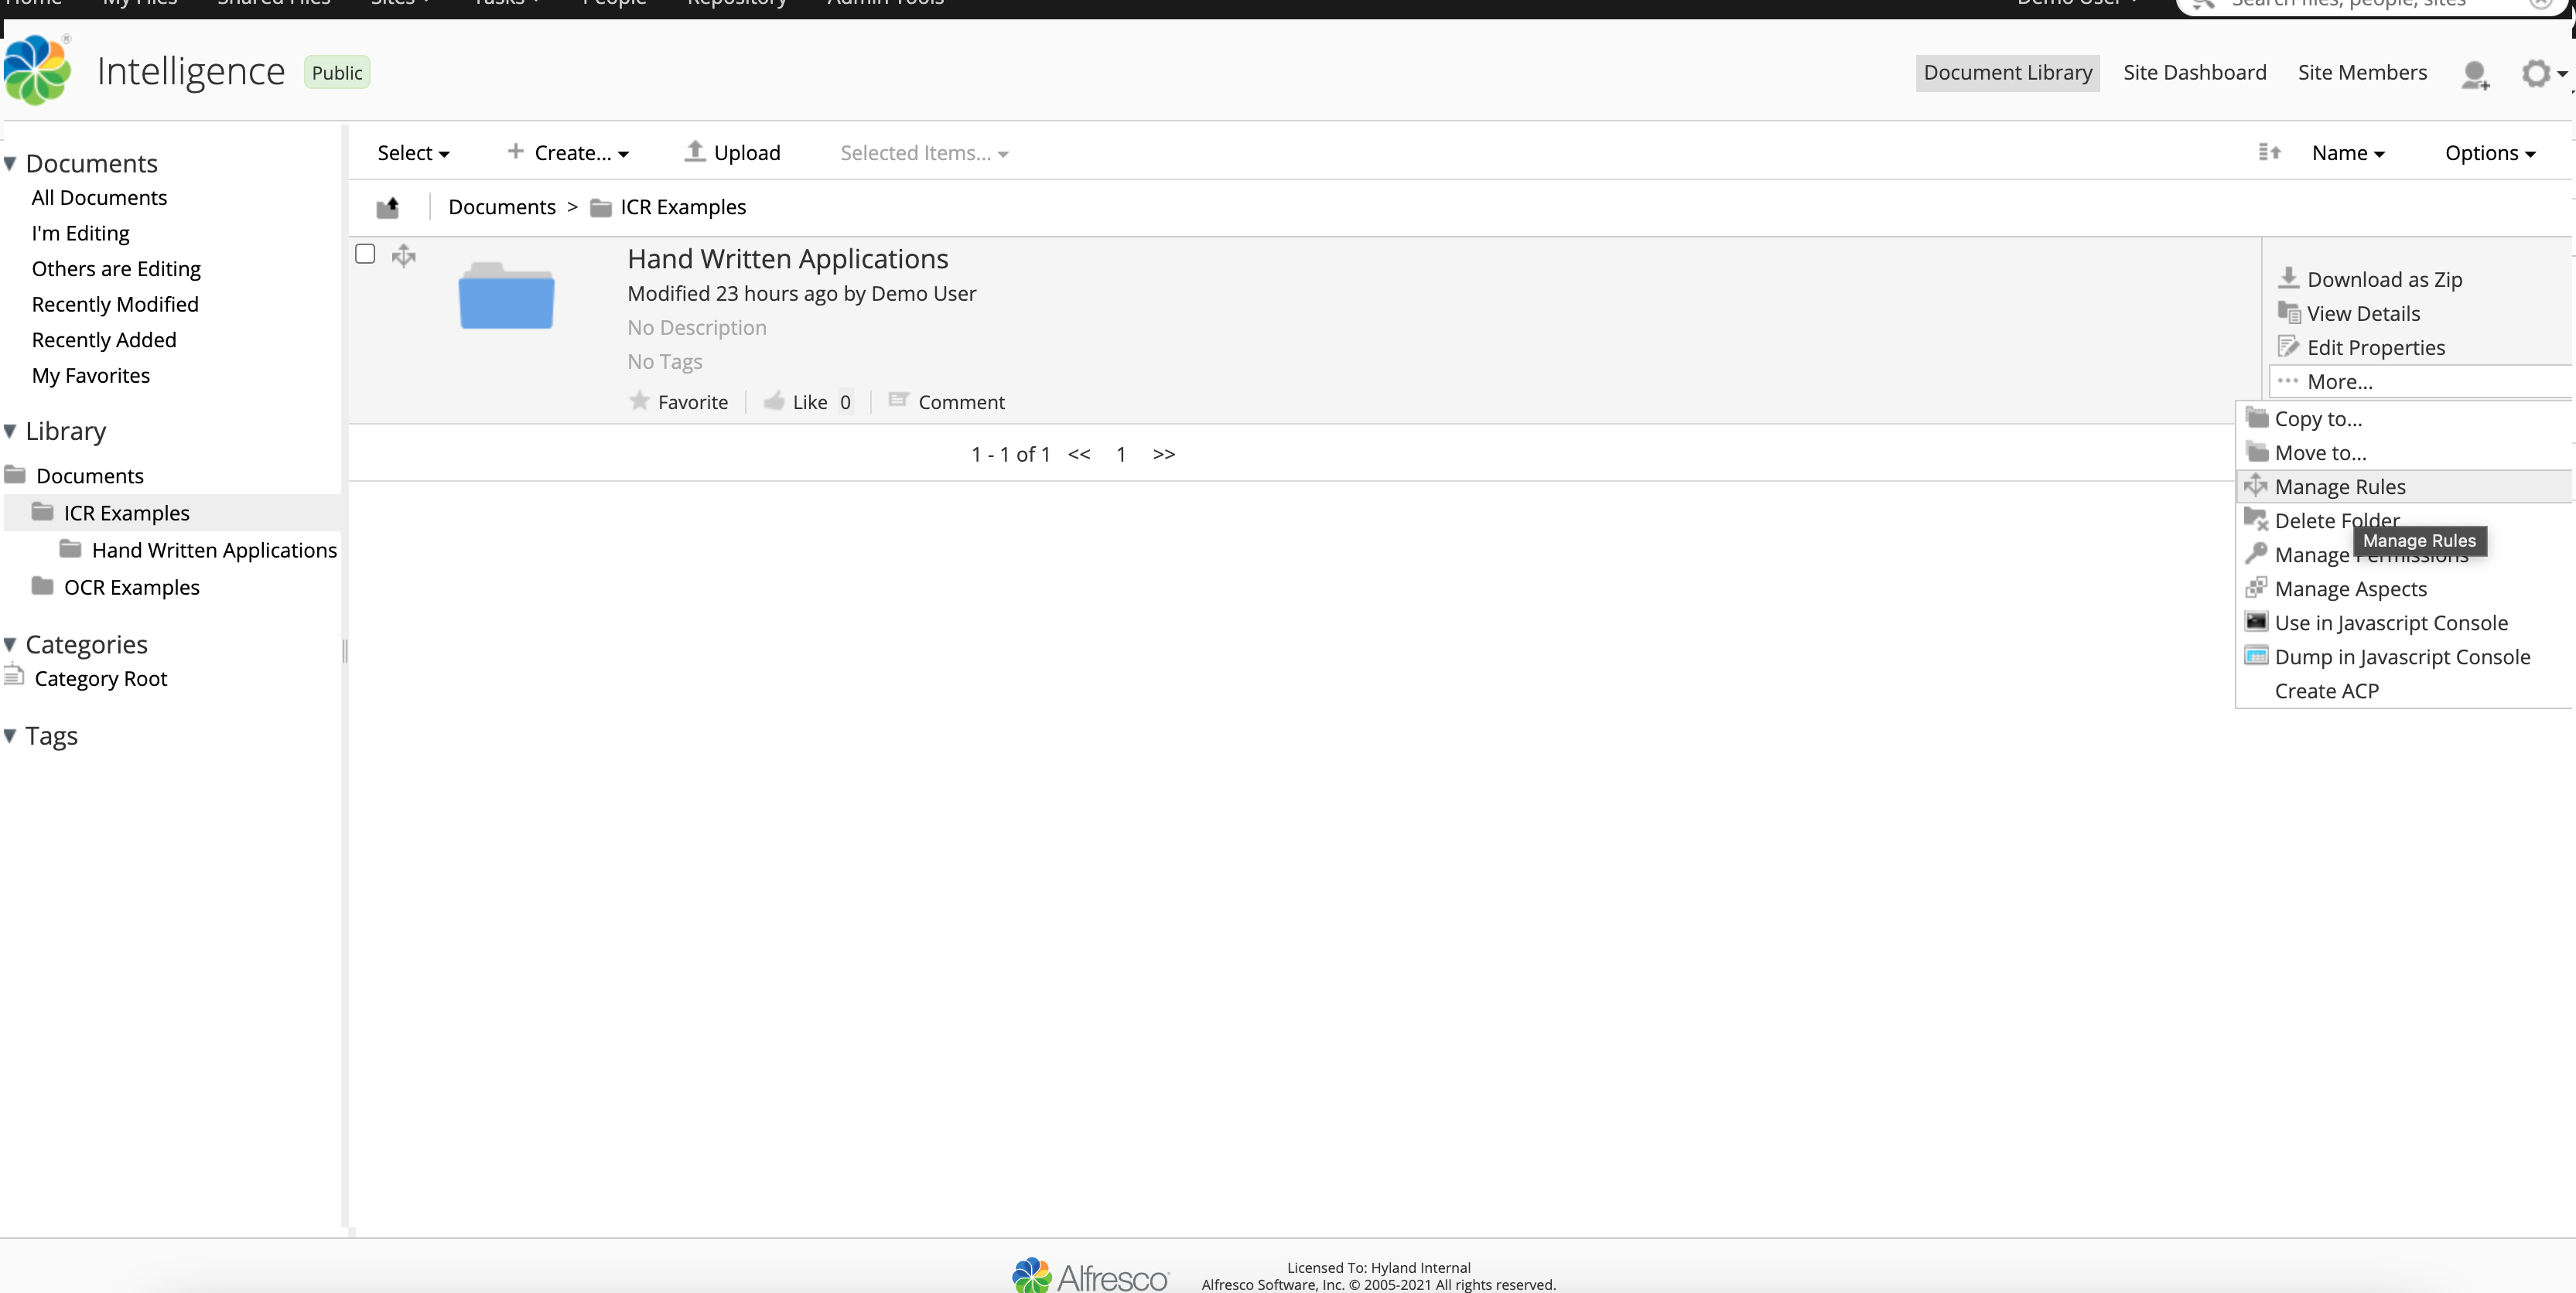 Home My Files Shared Files Sites Tasks People Repository Admin Tools Demo User Search files, people, sites
Intelligence Public Document Library Site Dashboard Site Members
Documents
All Documents
I'm Editing
Others are Editing
Recently Modified
Recently Added
My Favorites
Library
Documents
ICR Examples
Hand Written Applications
OCR Examples
Categories
Category Root
Tags
Select Create... Upload Selected Items... Name Options
Documents > ICR Examples
Hand Written Applications
Modified 23 hours ago by Demo User
No Description
No Tags
Favorite Like 0 Comment
1 - 1 of 1 << 1 >>
Download as Zip
View Details
Edit Properties
More...
Copy to...
Move to...
Manage Rules
Delete Folder
Manage Rules
Manage Permissions
Manage Aspects
Use in Javascript Console
Dump in Javascript Console
Create ACP
Alfresco
Licensed To: Hyland Internal
Alfresco Software, Inc. © 2005-2021 All rights reserved.